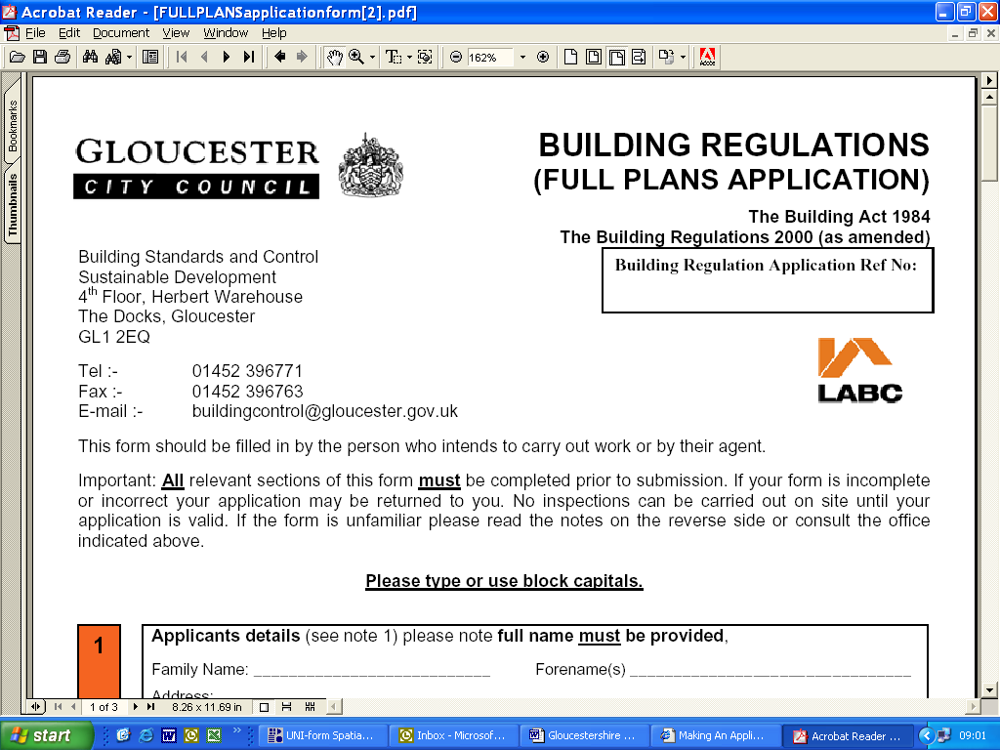 Acrobat Reader - [FULLPLANSapplicationform[2].pdf]
File Edit Document View Window Help
162%
Adobe
Bookmarks
Thumbnails
GLOUCESTER
CITY COUNCIL
BUILDING REGULATIONS
(FULL PLANS APPLICATION)
The Building Act 1984
The Building Regulations 2000 (as amended)
Building Regulation Application Ref No:
Building Standards and Control
Sustainable Development
4th Floor, Herbert Warehouse
The Docks, Gloucester
GL1 2EQ
Tel :- 01452 396771
Fax :- 01452 396763
E-mail :- buildingcontrol@gloucester.gov.uk
LABC
This form should be filled in by the person who intends to carry out work or by their agent.
Important: All relevant sections of this form must be completed prior to submission. If your form is incomplete
or incorrect your application may be returned to you. No inspections can be carried out on site until your
application is valid. If the form is unfamiliar please read the notes on the reverse side or consult the office
indicated above.
Please type or use block capitals.
1
Applicants details (see note 1) please note full name must be provided,
Family Name: ___________________________ Forename(s) ________________________________
Address:
1 of 3 8.26 x 11.69 in
start
UNI-form Spatia...
Inbox - Microsof...
Gloucestershire ...
Making An Appli...
Acrobat Reader ...
09:01